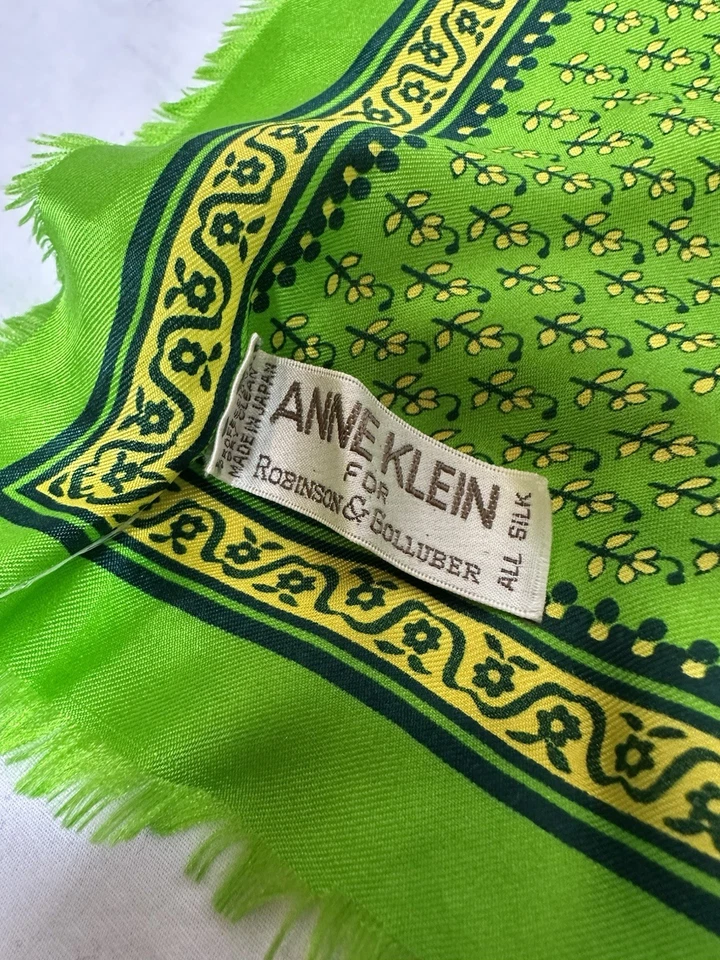 MADE IN JAPAN
ANNE KLEIN
FOR
ROBINSON & GOLLUBER
ALL SILK